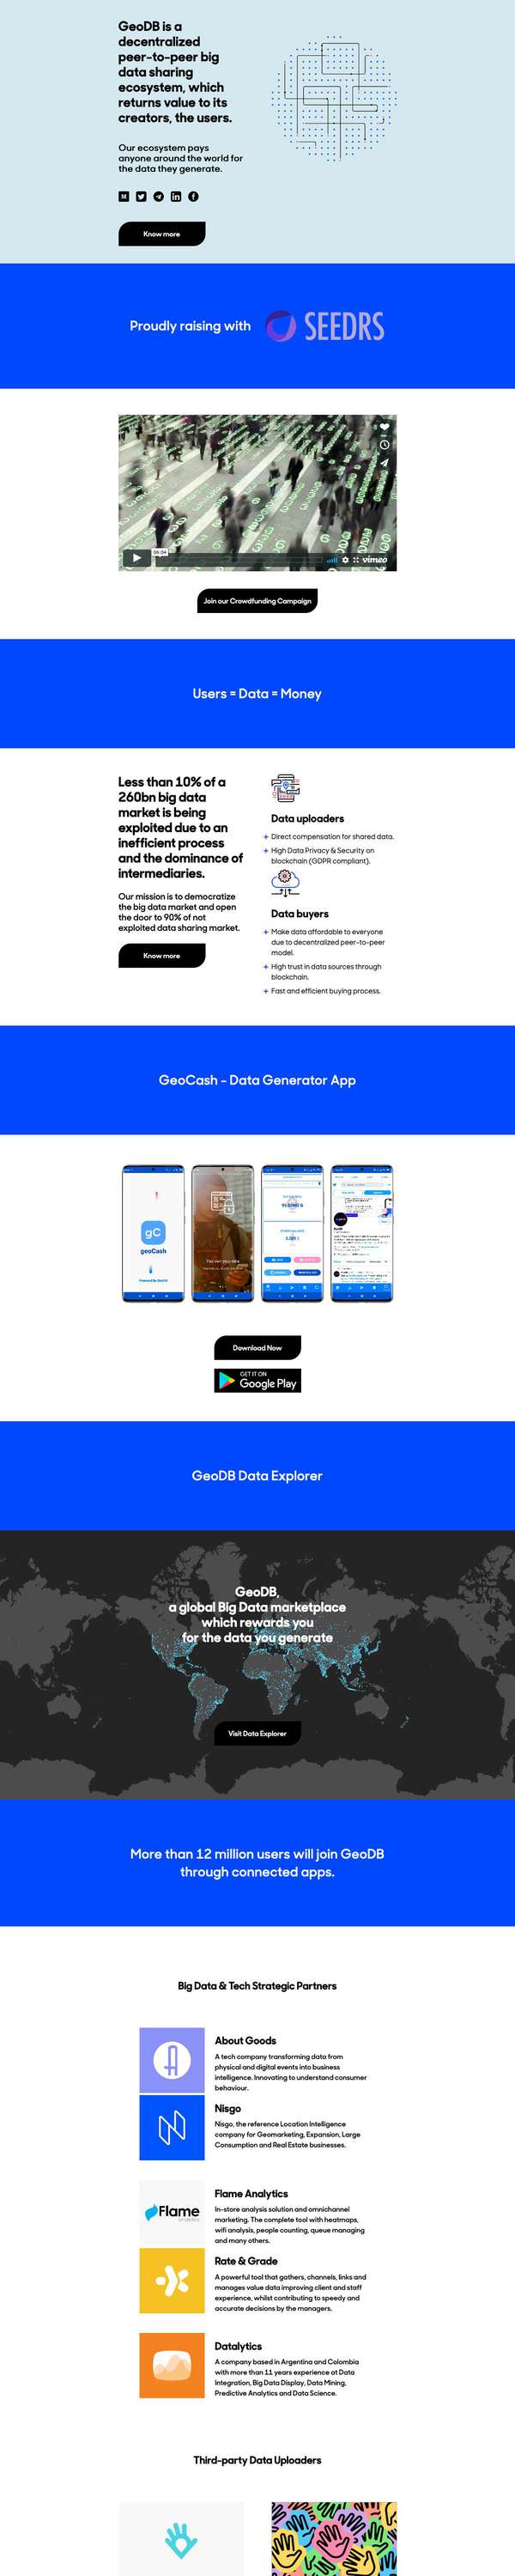 GeoDB is a
decentralized
peer-to-peer big
data sharing
ecosystem, which
returns value to its
creators, the users.
Our ecosystem pays
anyone around the world for
the data they generate.
Know more
Proudly raising with
SEEDRS
06:04
vimeo
Join our Crowdfunding Campaign
Users = Data = Money
Less than 10% of a
260bn big data
market is being
exploited due to an
inefficient process
and the dominance of
intermediaries.
Our mission is to democratize
the big data market and open
the door to 90% of not
exploited data sharing market.
Know more
Data uploaders
+ Direct compensation for shared data.
+ High Data Privacy & Security on
blockchain (GDPR compliant).
Data buyers
+ Make data affordable to everyone
due to decentralized peer-to-peer
model.
+ High trust in data sources through
blockchain.
+ Fast and efficient buying process.
GeoCash - Data Generator App
gC
geoCash
Powered by GeoDB
Download Now
GET IT ON
Google Play
GeoDB Data Explorer
GeoDB,
a global Big Data marketplace
which rewards you
for the data you generate
Visit Data Explorer
More than 12 million users will join GeoDB
through connected apps.
Big Data & Tech Strategic Partners
About Goods
A tech company transforming data from
physical and digital events into business
intelligence. Innovating to understand consumer
behaviour.
Nisgo
Nisgo, the reference Location Intelligence
company for Geomarketing, Expansion, Large
Consumption and Real Estate businesses.
Flame
Flame Analytics
In-store analysis solution and omnichannel
marketing. The complete tool with heatmaps,
wifi analysis, people counting, queue managing
and many others.
Rate & Grade
A powerful tool that gathers, channels, links and
manages value data improving client and staff
experience, whilst contributing to speedy and
accurate decisions by the managers.
Datalytics
A company based in Argentina and Colombia
with more than 11 years experience at Data
Integration, Big Data Display, Data Mining,
Predictive Analytics and Data Science.
Third-party Data Uploaders